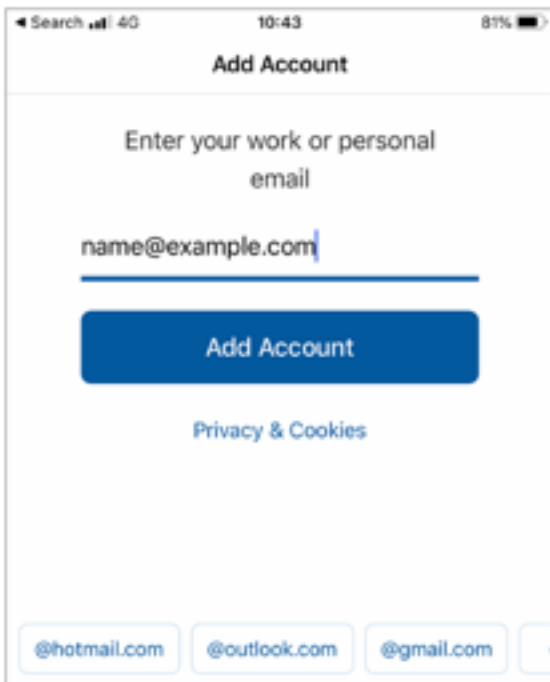 ◄ Search 4G 10:43 81%
Add Account
Enter your work or personal
email
name@example.com
Add Account
Privacy & Cookies
@hotmail.com @outlook.com @gmail.com